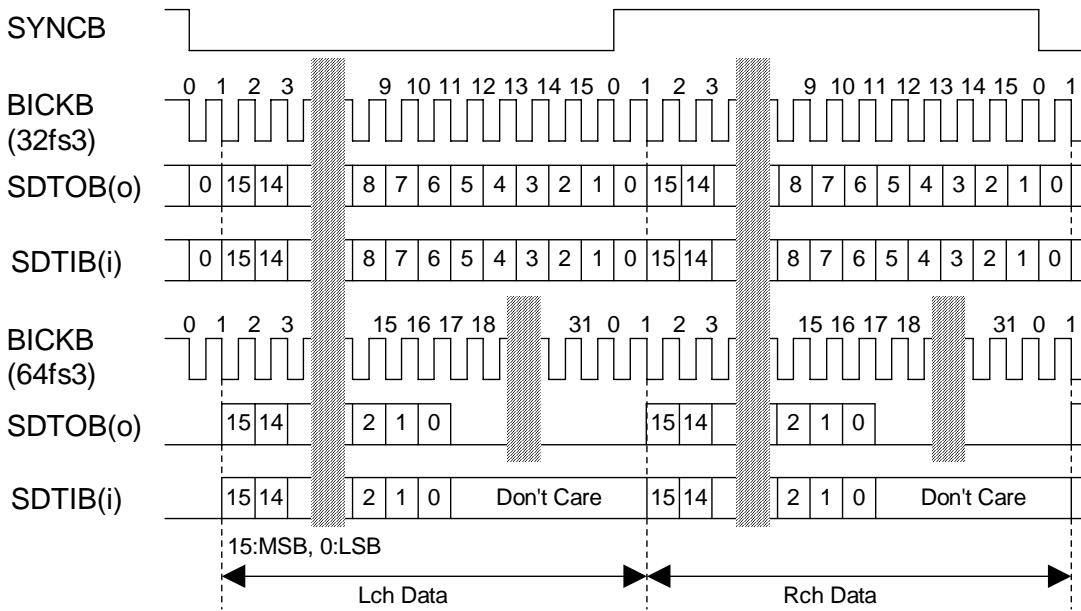 SYNCB
0 1 2 3 9 10 11 12 13 14 15 0 1 2 3 9 10 11 12 13 14 15 0 1
BICKB
(32fs3)
SDTOB(o) 0 15 14 8 7 6 5 4 3 2 1 0 15 14 8 7 6 5 4 3 2 1 0
SDTIB(i) 0 15 14 8 7 6 5 4 3 2 1 0 15 14 8 7 6 5 4 3 2 1 0
0 1 2 3 15 16 17 18 31 0 1 2 3 15 16 17 18 31 0 1
BICKB
(64fs3)
SDTOB(o) 15 14 2 1 0 15 14 2 1 0
SDTIB(i) 15 14 2 1 0 Don't Care 15 14 2 1 0 Don't Care
15:MSB, 0:LSB
Lch Data Rch Data